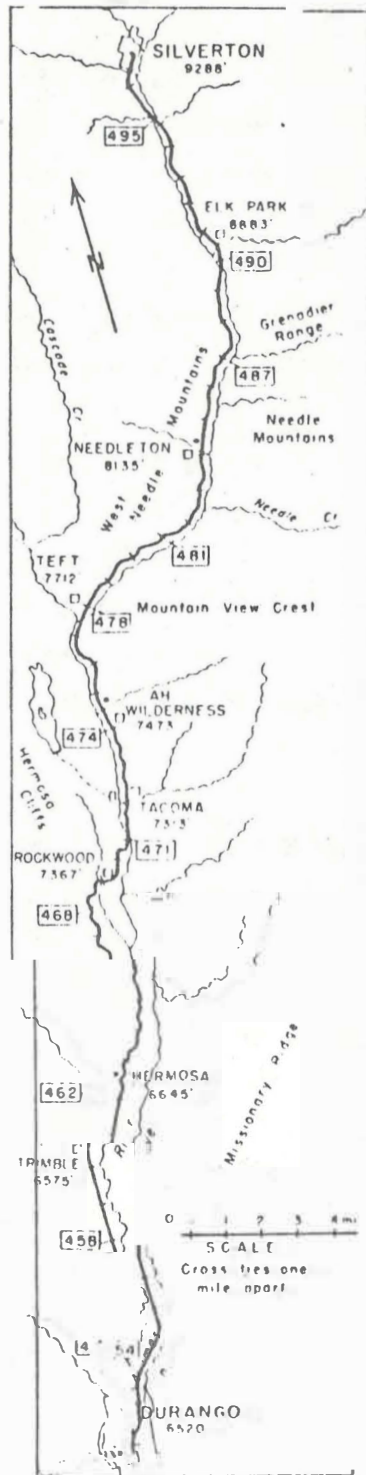 SILVERTON
9288'
495
ELK PARK
8883'
490
N
Grenadier
Range
487
Cascade
Cr
West Needle Mountains
Needle
Mountains
NEEDLETON
8135'
Needle Cr
481
TEFT
7712
478
Mountain View Crest
AH
WILDERNESS
7473
474
Hermosa
Cliffs
TACOMA
7313'
471
ROCKWOOD
7367'
468
HERMOSA
6645'
462
Missionary Ridge
TRIMBLE
6575'
458
0 1 2 3 4 mi
SCALE
Cross ties one
mile apart
DURANGO
6520